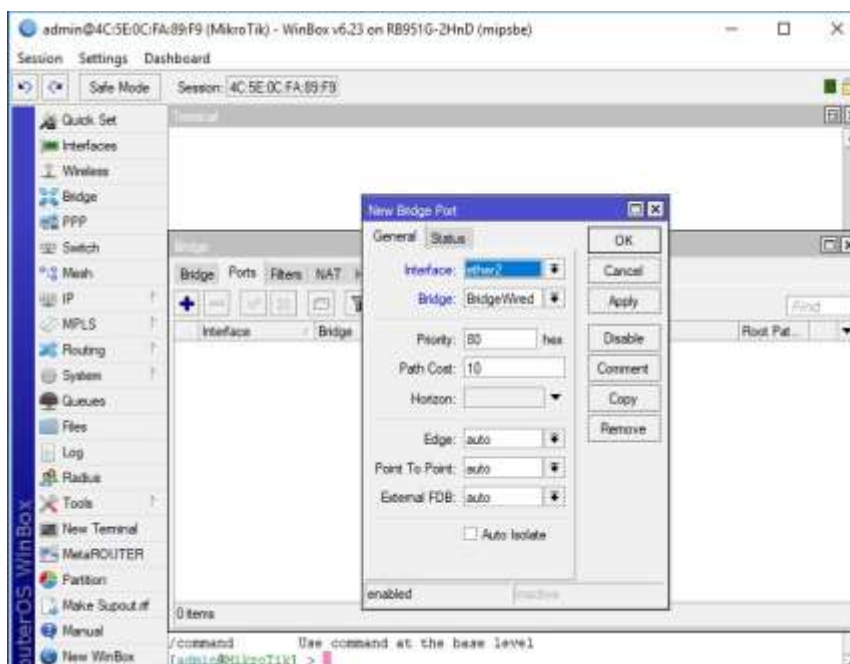 admin@4C:5E:0C:FA:89:F9 (MikroTik) - WinBox v6.23 on RB951G-2HnD (mipsbe)
Session Settings Dashboard
Safe Mode Session: 4C:5E:0C:FA:89:F9
Terminal
Quick Set
Interfaces
Wireless
Bridge
PPP
Switch
Mesh
IP
MPLS
Routing
System
Queues
Files
Log
Radius
Tools
New Terminal
MetaROUTER
Partition
Make Supout.rif
Manual
New WinBox
RouterOS WinBox
Bridge
Bridge Ports Filters NAT
Find
Interface Bridge Root Pat...
0 items
New Bridge Port
General Status
Interface: ether2
Bridge: BridgeWired
Priority: 80 hex
Path Cost: 10
Horizon:
Edge: auto
Point To Point: auto
External FDB: auto
Auto Isolate
enabled inactive
OK
Cancel
Apply
Disable
Comment
Copy
Remove
/command Use command at the base level
[admin@MikroTik] >